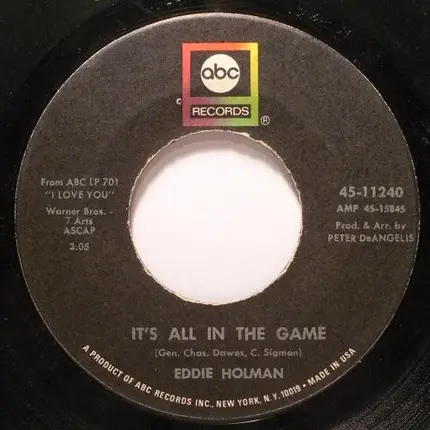 abc
RECORDS
®
From ABC LP 701
"I LOVE YOU"
Warner Bros. -
7 Arts
ASCAP
3:05
45-11240
AMP 45-15845
Prod. & Arr. by
PETER DeANGELIS
IT'S ALL IN THE GAME
(Gen. Chas. Dawes, C. Sigman)
EDDIE HOLMAN
A PRODUCT OF ABC RECORDS INC., NEW YORK, N.Y. 10019 • MADE IN USA